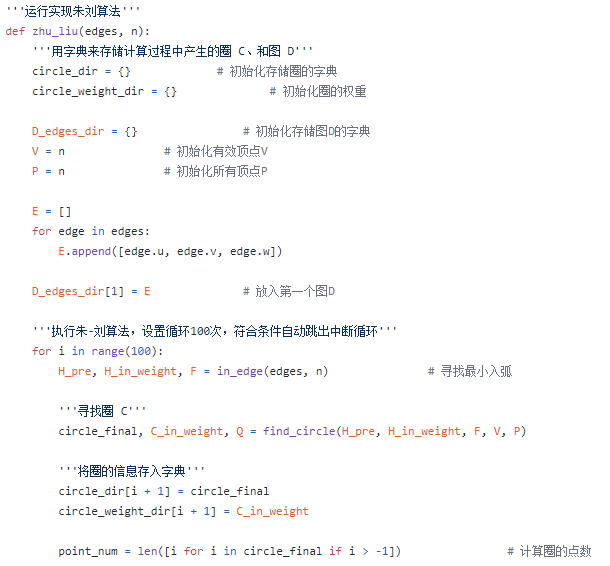 '''运行实现朱刘算法'''
def zhu_liu(edges, n):
    '''用字典来存储计算过程中产生的圈 C、和图 D'''
    circle_dir = {}             # 初始化存储圈的字典
    circle_weight_dir = {}              # 初始化圈的权重
    D_edges_dir = {}                # 初始化存储图D的字典
    V = n               # 初始化有效顶点V
    P = n               # 初始化所有顶点P
    E = []
    for edge in edges:
        E.append([edge.u, edge.v, edge.w])
    D_edges_dir[1] = E              # 放入第一个图D
    '''执行朱-刘算法，设置循环100次，符合条件自动跳出中断循环'''
    for i in range(100):
        H_pre, H_in_weight, F = in_edge(edges, n)                 # 寻找最小入弧
        '''寻找圈 C'''
        circle_final, C_in_weight, Q = find_circle(H_pre, H_in_weight, F, V, P)
        '''将圈的信息存入字典'''
        circle_dir[i + 1] = circle_final
        circle_weight_dir[i + 1] = C_in_weight
        point_num = len([i for i in circle_final if i > -1])                # 计算圈的点数